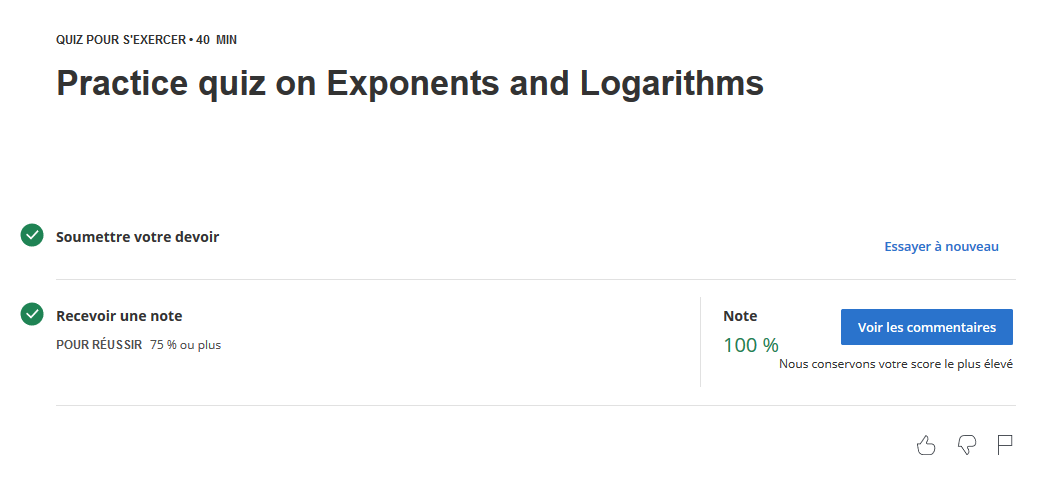 QUIZ POUR S'EXERCER • 40 MIN
Practice quiz on Exponents and Logarithms
Soumettre votre devoir
Essayer à nouveau
Recevoir une note
POUR RÉUSSIR 75 % ou plus
Note
100 %
Voir les commentaires
Nous conservons votre score le plus élevé